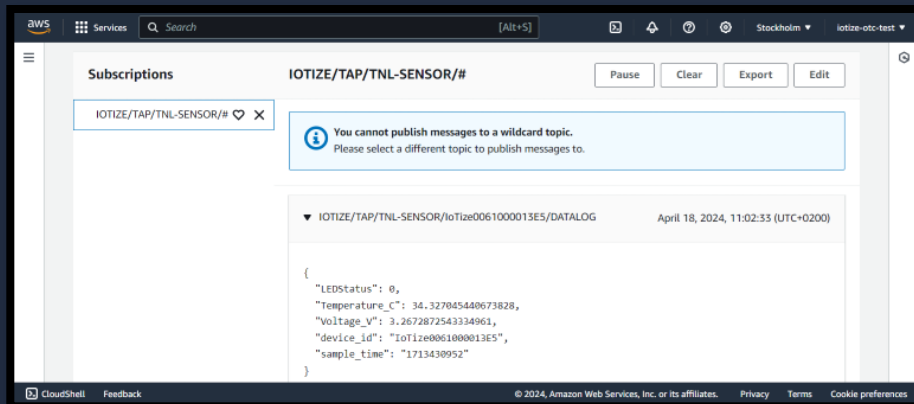 aws
Services
Search [Alt+S]
Stockholm
iotize-otc-test
Subscriptions
IOTIZE/TAP/TNL-SENSOR/#
IOTIZE/TAP/TNL-SENSOR/#
Pause
Clear
Export
Edit
You cannot publish messages to a wildcard topic.
Please select a different topic to publish messages to.
IOTIZE/TAP/TNL-SENSOR/IoTize0061000013E5/DATALOG
April 18, 2024, 11:02:33 (UTC+0200)
{
"LEDStatus": 0,
"Temperature_C": 34.327045440673828,
"Voltage_V": 3.2672872543334961,
"device_id": "IoTize0061000013E5",
"sample_time": "1713430952"
}
CloudShell
Feedback
© 2024, Amazon Web Services, Inc. or its affiliates.
Privacy
Terms
Cookie preferences